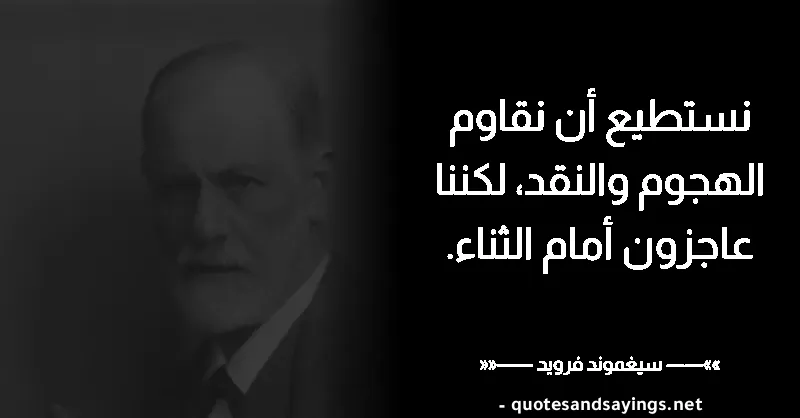 نستطيع أن نقاوم
الهجوم والنقد، لكننا
عاجزون أمام الثناء.
»»—— سيغموند فرويد ——««
- quotesandsayings.net